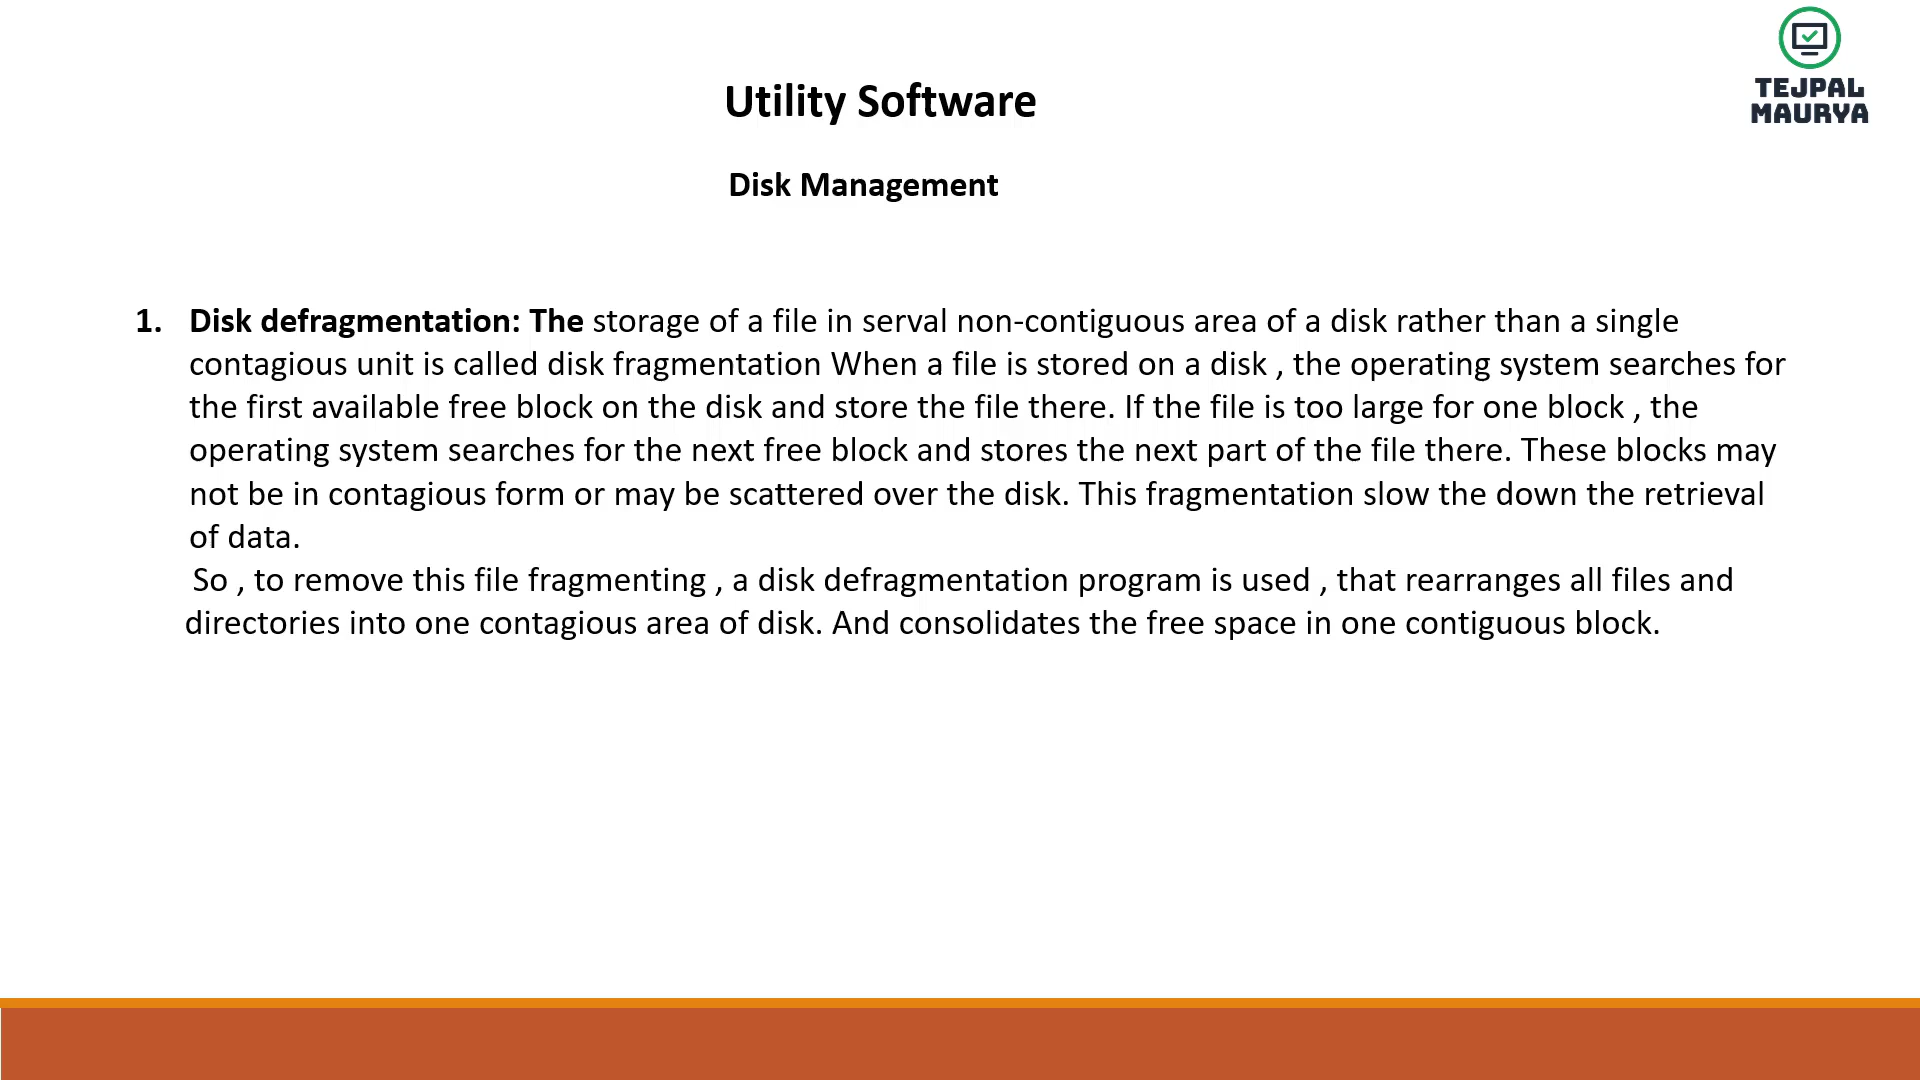 TEJPAL
MAURYA
Utility Software
Disk Management
1. Disk defragmentation: The storage of a file in serval non-contiguous area of a disk rather than a single
contagious unit is called disk fragmentation When a file is stored on a disk , the operating system searches for
the first available free block on the disk and store the file there. If the file is too large for one block , the
operating system searches for the next free block and stores the next part of the file there. These blocks may
not be in contagious form or may be scattered over the disk. This fragmentation slow the down the retrieval
of data.
So , to remove this file fragmenting , a disk defragmentation program is used , that rearranges all files and
directories into one contagious area of disk. And consolidates the free space in one contiguous block.